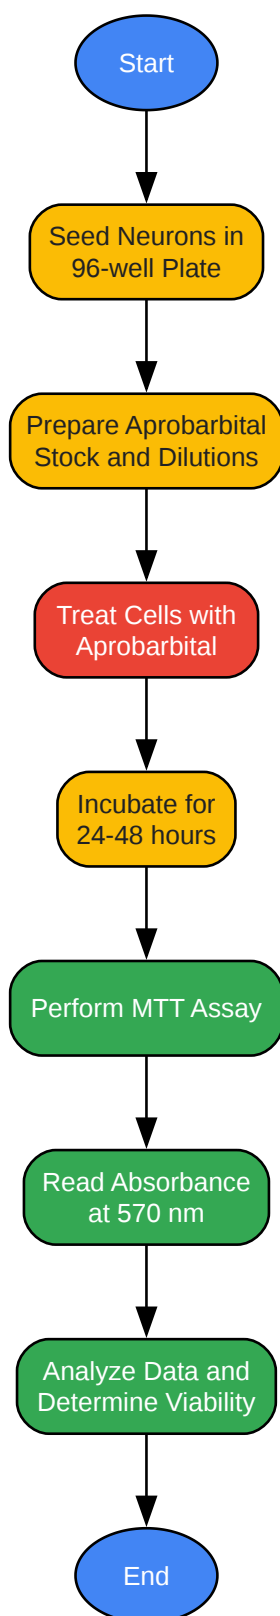 Start
Seed Neurons in
96-well Plate
Prepare Aprobarbital
Stock and Dilutions
Treat Cells with
Aprobarbital
Incubate for
24-48 hours
Perform MTT Assay
Read Absorbance
at 570 nm
Analyze Data and
Determine Viability
End